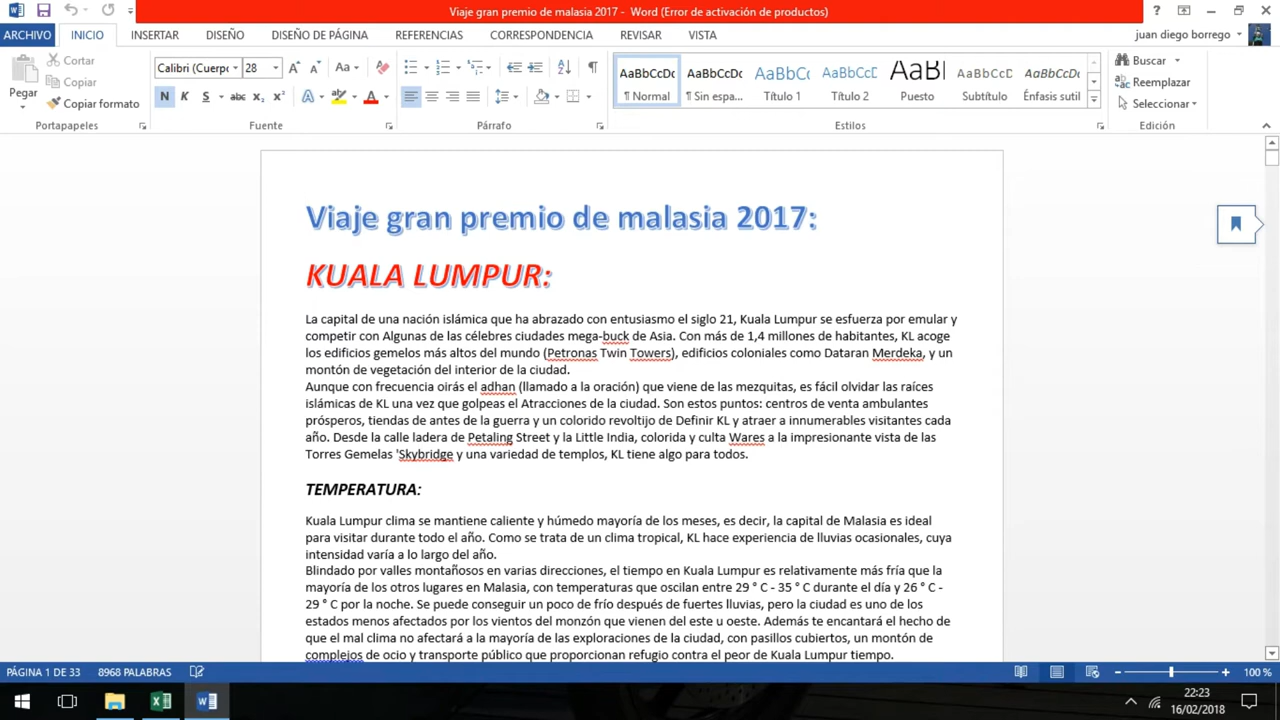 Viaje gran premio de malasia 2017 - Word (Error de activación de productos)
ARCHIVO INICIO INSERTAR DISEÑO DISEÑO DE PÁGINA REFERENCIAS CORRESPONDENCIA REVISAR VISTA juan diego borrego
Pegar
Cortar
Copiar
Copiar formato
Portapapeles
Calibri (Cuerpo 28 Aa
N K S abc x₂ x² A A
Fuente
Párrafo
AaBbCcDc AaBbCcDc AaBbCc AaBbCcD AaBb AaBbCcD AaBbCcDc
¶ Normal ¶ Sin espa... Título 1 Título 2 Puesto Subtítulo Énfasis sutil
Estilos
Buscar
Reemplazar
Seleccionar
Edición
Viaje gran premio de malasia 2017:
KUALA LUMPUR:
La capital de una nación islámica que ha abrazado con entusiasmo el siglo 21, Kuala Lumpur se esfuerza por emular y
competir con Algunas de las célebres ciudades mega-buck de Asia. Con más de 1,4 millones de habitantes, KL acoge
los edificios gemelos más altos del mundo (Petronas Twin Towers), edificios coloniales como Dataran Merdeka, y un
montón de vegetación del interior de la ciudad.
Aunque con frecuencia oirás el adhan (llamado a la oración) que viene de las mezquitas, es fácil olvidar las raíces
islámicas de KL una vez que golpeas el Atracciones de la ciudad. Son estos puntos: centros de venta ambulantes
prósperos, tiendas de antes de la guerra y un colorido revoltijo de Definir KL y atraer a innumerables visitantes cada
año. Desde la calle ladera de Petaling Street y la Little India, colorida y culta Wares a la impresionante vista de las
Torres Gemelas 'Skybridge y una variedad de templos, KL tiene algo para todos.
TEMPERATURA:
Kuala Lumpur clima se mantiene caliente y húmedo mayoría de los meses, es decir, la capital de Malasia es ideal
para visitar durante todo el año. Como se trata de un clima tropical, KL hace experiencia de lluvias ocasionales, cuya
intensidad varía a lo largo del año.
Blindado por valles montañosos en varias direcciones, el tiempo en Kuala Lumpur es relativamente más fría que la
mayoría de los otros lugares en Malasia, con temperaturas que oscilan entre 29 ° C - 35 ° C durante el día y 26 ° C -
29 ° C por la noche. Se puede conseguir un poco de frío después de fuertes lluvias, pero la ciudad es uno de los
estados menos afectados por los vientos del monzón que vienen del este u oeste. Además te encantará el hecho de
que el mal clima no afectará a la mayoría de las exploraciones de la ciudad, con pasillos cubiertos, un montón de
complejos de ocio y transporte público que proporcionan refugio contra el peor de Kuala Lumpur tiempo.
PÁGINA 1 DE 33 8968 PALABRAS 100 %
22:23
16/02/2018